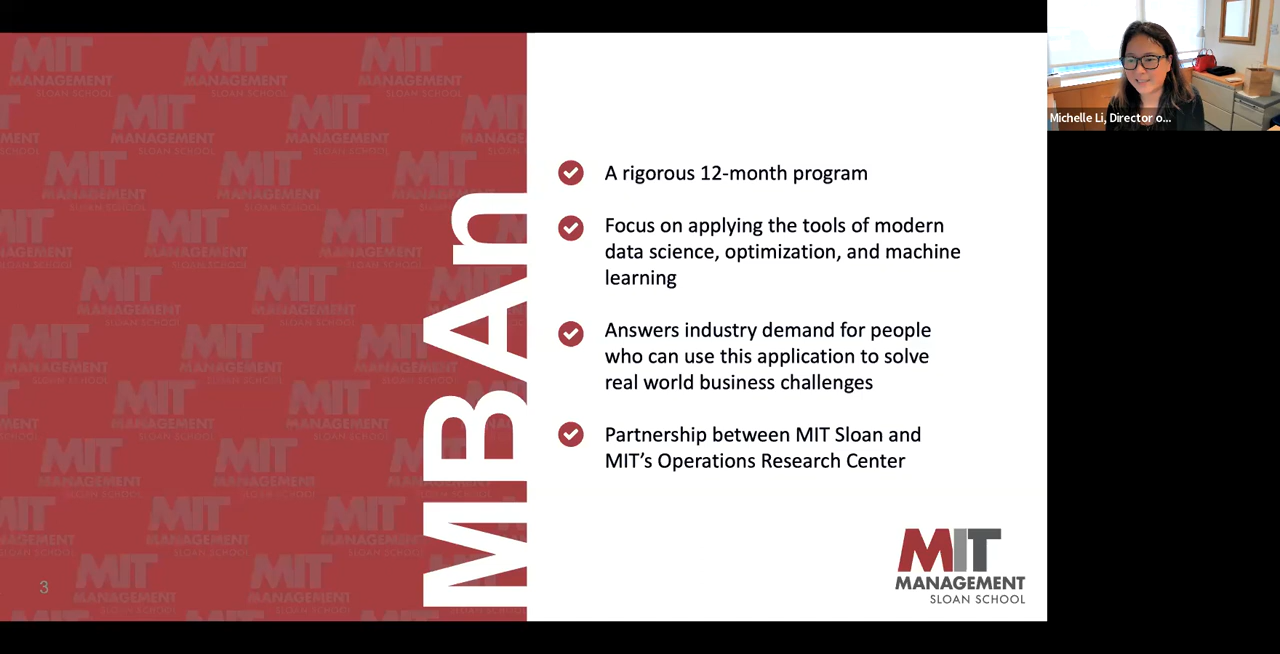 MBAn
A rigorous 12-month program
Focus on applying the tools of modern
data science, optimization, and machine
learning
Answers industry demand for people
who can use this application to solve
real world business challenges
Partnership between MIT Sloan and
MIT’s Operations Research Center
MIT
MANAGEMENT
SLOAN SCHOOL
3
Michelle Li, Director o...